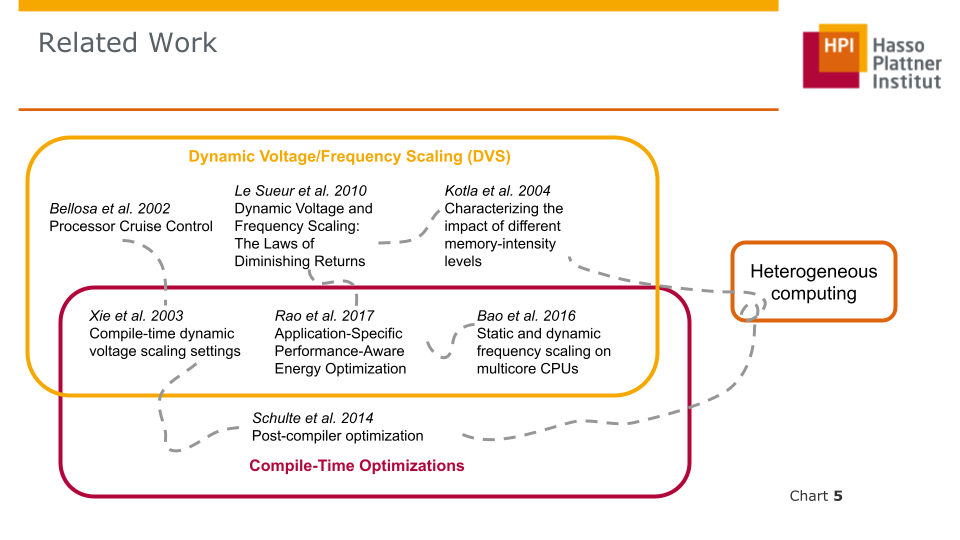 Related Work
HPI
Hasso
Plattner
Institut
Dynamic Voltage/Frequency Scaling (DVS)
Bellosa et al. 2002
Processor Cruise Control
Le Sueur et al. 2010
Dynamic Voltage and
Frequency Scaling:
The Laws of
Diminishing Returns
Kotla et al. 2004
Characterizing the
impact of different
memory-intensity
levels
Heterogeneous
computing
Xie et al. 2003
Compile-time dynamic
voltage scaling settings
Rao et al. 2017
Application-Specific
Performance-Aware
Energy Optimization
Bao et al. 2016
Static and dynamic
frequency scaling on
multicore CPUs
Schulte et al. 2014
Post-compiler optimization
Compile-Time Optimizations
Chart 5